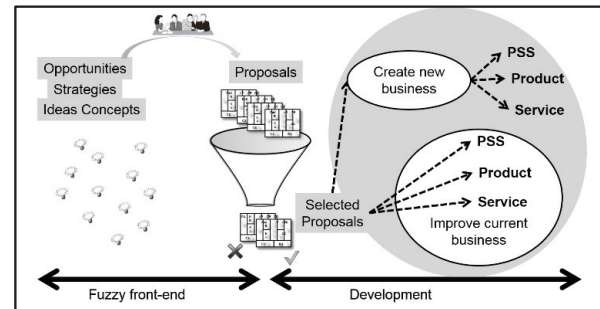 Opportunities
Strategies
Ideas Concepts
Proposals
Create new
business
PSS
Product
Service
Selected
Proposals
PSS
Product
Service
Improve current
business
Fuzzy front-end
Development